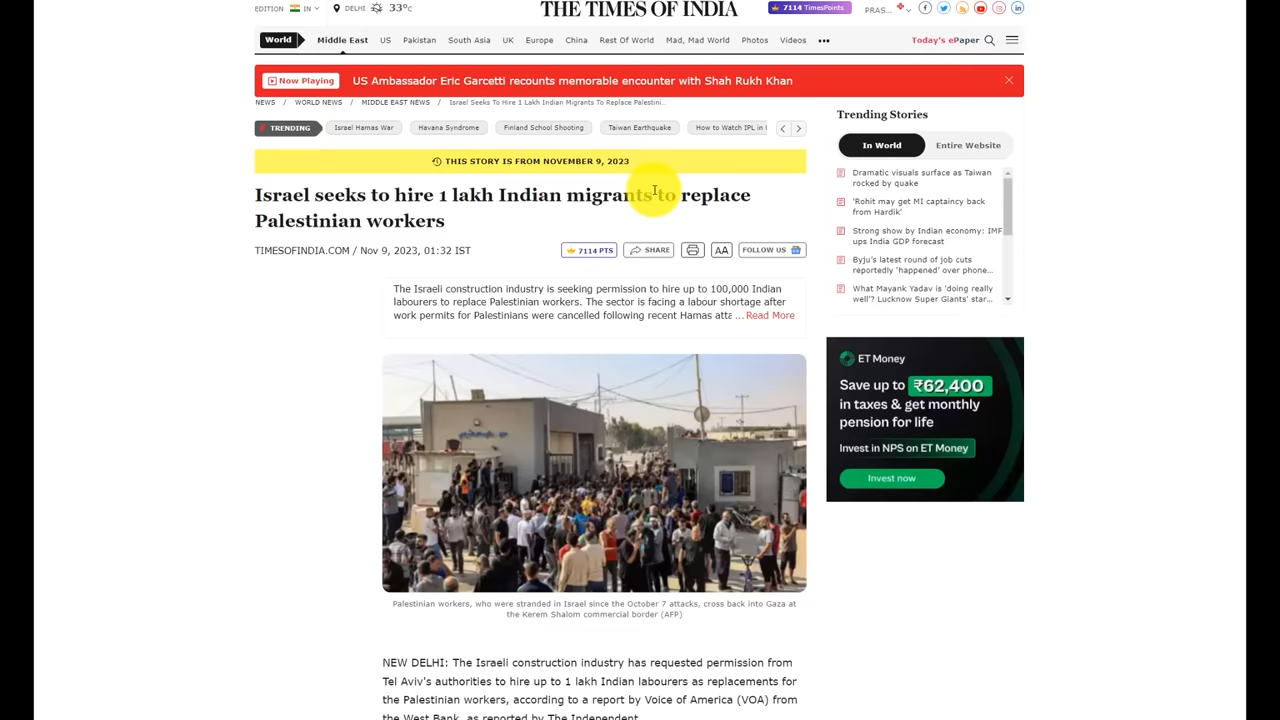 EDITION IN DELHI 33°C
THE TIMES OF INDIA
7114 TimesPoints
PRAS...
World Middle East US Pakistan South Asia UK Europe China Rest Of World Mad, Mad World Photos Videos •••
Today's ePaper
Now Playing US Ambassador Eric Garcetti recounts memorable encounter with Shah Rukh Khan
NEWS / WORLD NEWS / MIDDLE EAST NEWS / Israel Seeks To Hire 1 Lakh Indian Migrants To Replace Palestini...
TRENDING Israel Hamas War Havana Syndrome Finland School Shooting Taiwan Earthquake How to Watch IPL in
THIS STORY IS FROM NOVEMBER 9, 2023
Israel seeks to hire 1 lakh Indian migrants to replace
Palestinian workers
TIMESOFINDIA.COM / Nov 9, 2023, 01:32 IST
7114 PTS SHARE AA FOLLOW US
The Israeli construction industry is seeking permission to hire up to 100,000 Indian
labourers to replace Palestinian workers. The sector is facing a labour shortage after
work permits for Palestinians were cancelled following recent Hamas atta ... Read More
Palestinian workers, who were stranded in Israel since the October 7 attacks, cross back into Gaza at
the Kerem Shalom commercial border (AFP)
NEW DELHI: The Israeli construction industry has requested permission from
Tel Aviv's authorities to hire up to 1 lakh Indian labourers as replacements for
the Palestinian workers, according to a report by Voice of America (VOA) from
the West Bank, as reported by The Independent.
Trending Stories
In World Entire Website
Dramatic visuals surface as Taiwan
rocked by quake
'Rohit may get MI captaincy back
from Hardik'
Strong show by Indian economy: IMF
ups India GDP forecast
Byju's latest round of job cuts
reportedly 'happened' over phone...
What Mayank Yadav is 'doing really
well'? Lucknow Super Giants' star...
ET Money
Save up to ₹62,400
in taxes & get monthly
pension for life
Invest in NPS on ET Money
Invest now